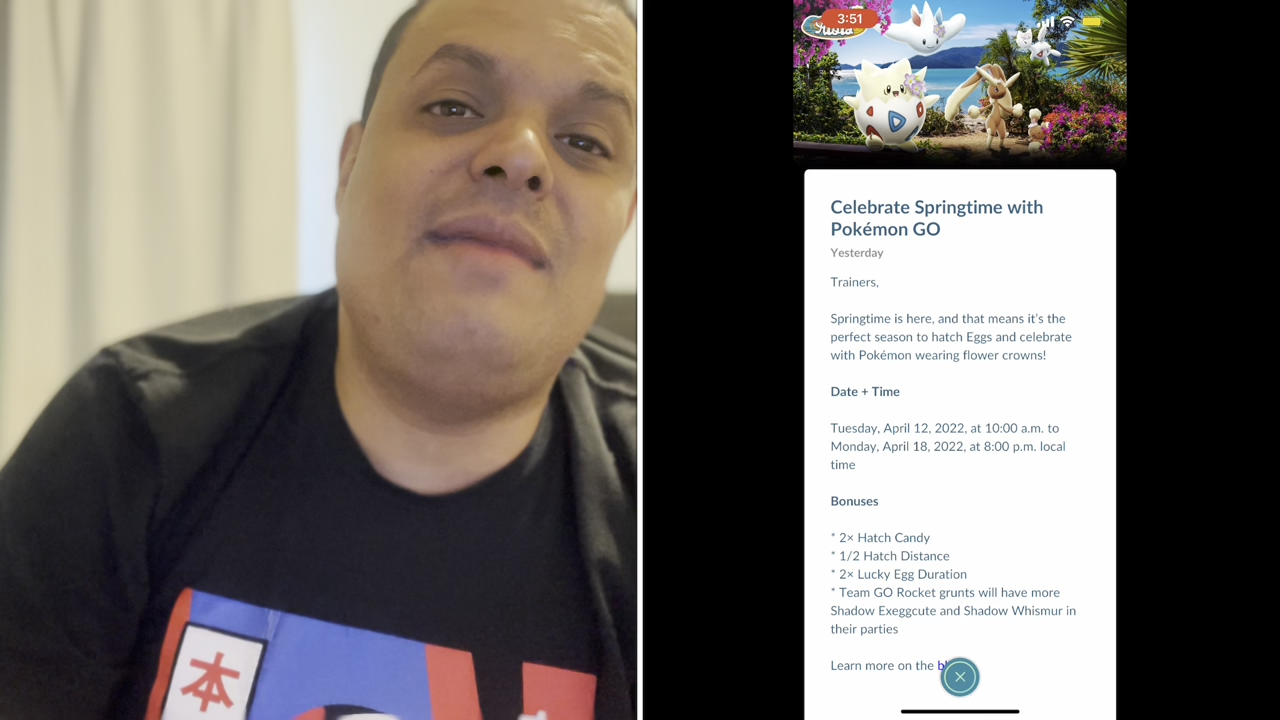 本
3:51
Celebrate Springtime with
Pokémon GO
Yesterday
Trainers,
Springtime is here, and that means it's the
perfect season to hatch Eggs and celebrate
with Pokémon wearing flower crowns!
Date + Time
Tuesday, April 12, 2022, at 10:00 a.m. to
Monday, April 18, 2022, at 8:00 p.m. local
time
Bonuses
* 2× Hatch Candy
* 1/2 Hatch Distance
* 2× Lucky Egg Duration
* Team GO Rocket grunts will have more
Shadow Exeggcute and Shadow Whismur in
their parties
Learn more on the